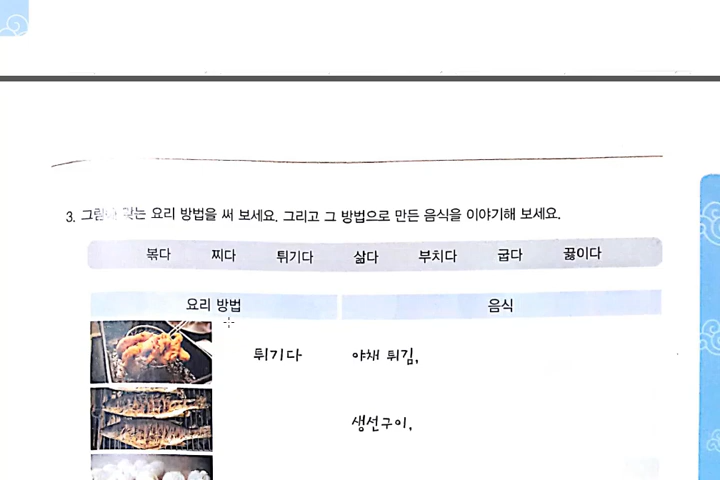 3. 그림에 맞는 요리 방법을 써 보세요. 그리고 그 방법으로 만든 음식을 이야기해 보세요.
볶다 찌다 튀기다 삶다 부치다 굽다 끓이다
요리 방법 음식
튀기다 야채 튀김,
생선구이,